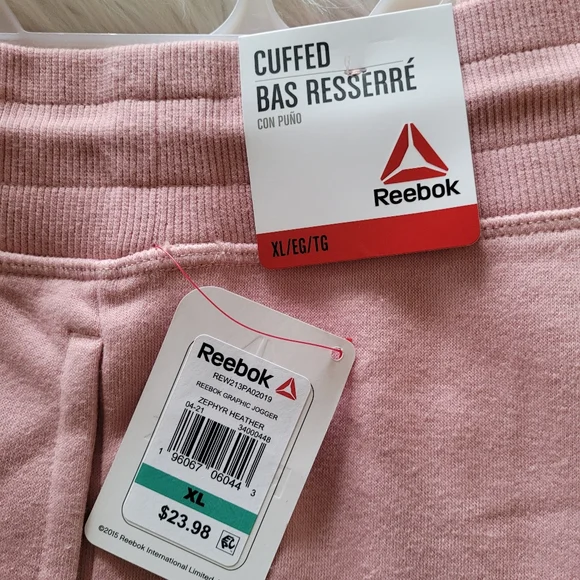 CUFFED
BAS RESSERRÉ
CON PUÑO
Reebok
XL/EG/TG
Reebok
REW213PA02019
REEBOK GRAPHIC JOGGER
ZEPHYR HEATHER
04-21 34000448
1 96067 06044 3
XL
$23.98
©2015 Reebok International Limited